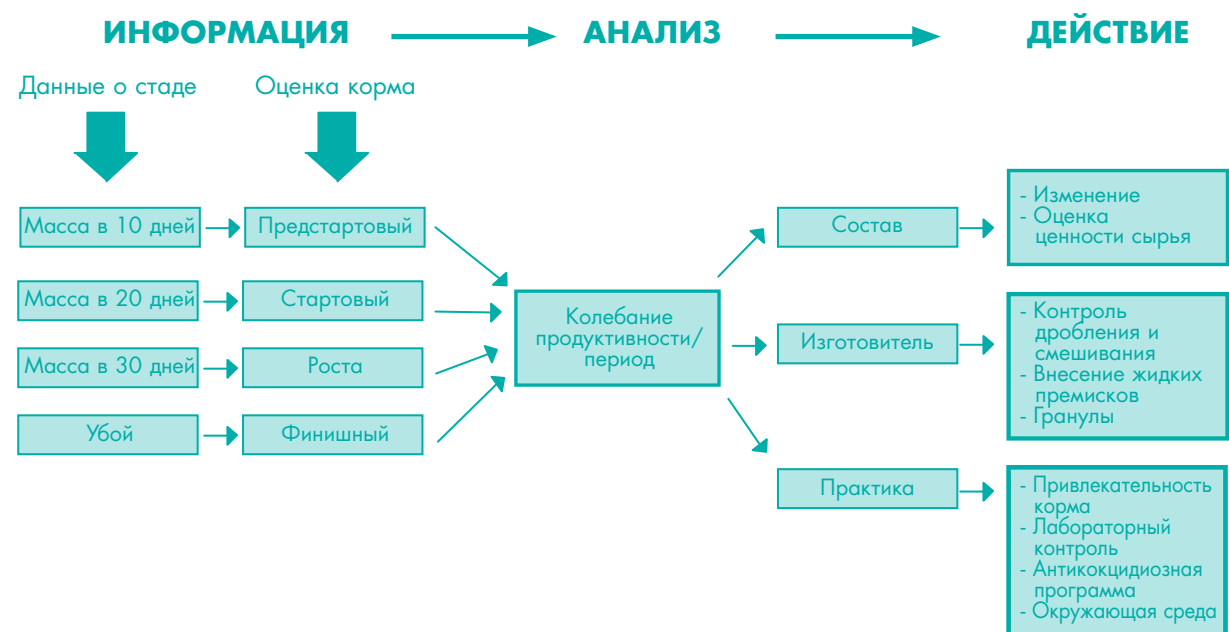 ИНФОРМАЦИЯ
АНАЛИЗ
ДЕЙСТВИЕ
Данные о стаде
Оценка корма
Масса в 10 дней
Предстартовый
Масса в 20 дней
Стартовый
Масса в 30 дней
Роста
Убой
Финишный
Колебание
продуктивности/
период
Состав
- Изменение
- Оценка
ценности сырья
Изготовитель
- Контроль
дробления и
смешивания
- Внесение жидких
премисков
- Гранулы
Практика
- Привлекательность
корма
- Лабораторный
контроль
- Антикокцидиозная
программа
- Окружающая среда